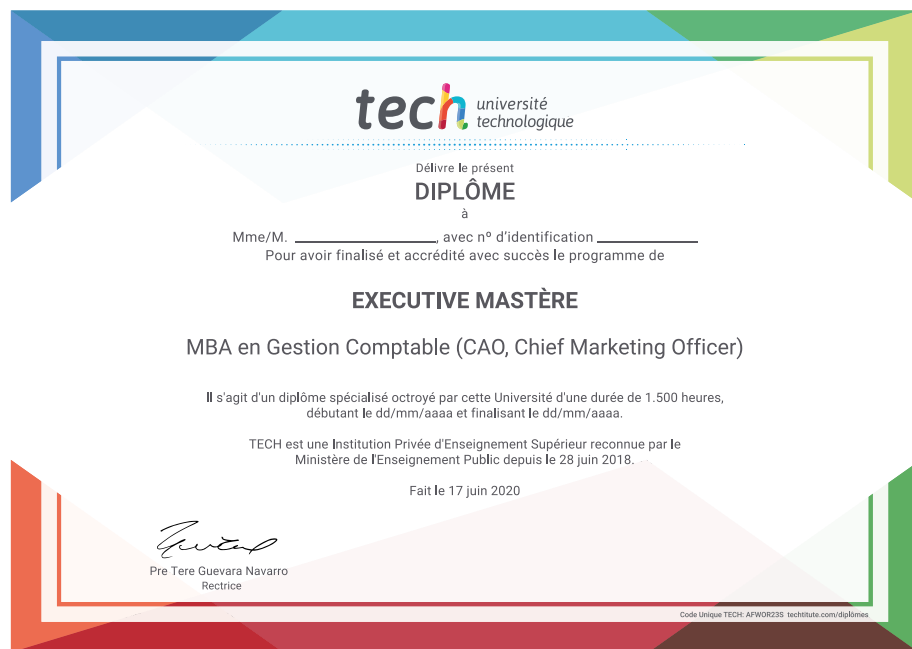 tech université
technologique
Délivre le présent
DIPLÔME
à
Mme/M. ____________, avec nº d'identification ____________
Pour avoir finalisé et accrédité avec succès le programme de
EXECUTIVE MASTÈRE
MBA en Gestion Comptable (CAO, Chief Marketing Officer)
Il s'agit d'un diplôme spécialisé octroyé par cette Université d'une durée de 1.500 heures,
débutant le dd/mm/aaaa et finalisant le dd/mm/aaaa.
TECH est une Institution Privée d'Enseignement Supérieur reconnue par le
Ministère de l'Enseignement Public depuis le 28 juin 2018.
Fait le 17 juin 2020
Pre Tere Guevara Navarro
Rectrice
Code Unique TECH: AFWOR23S techtitute.com/diplômes